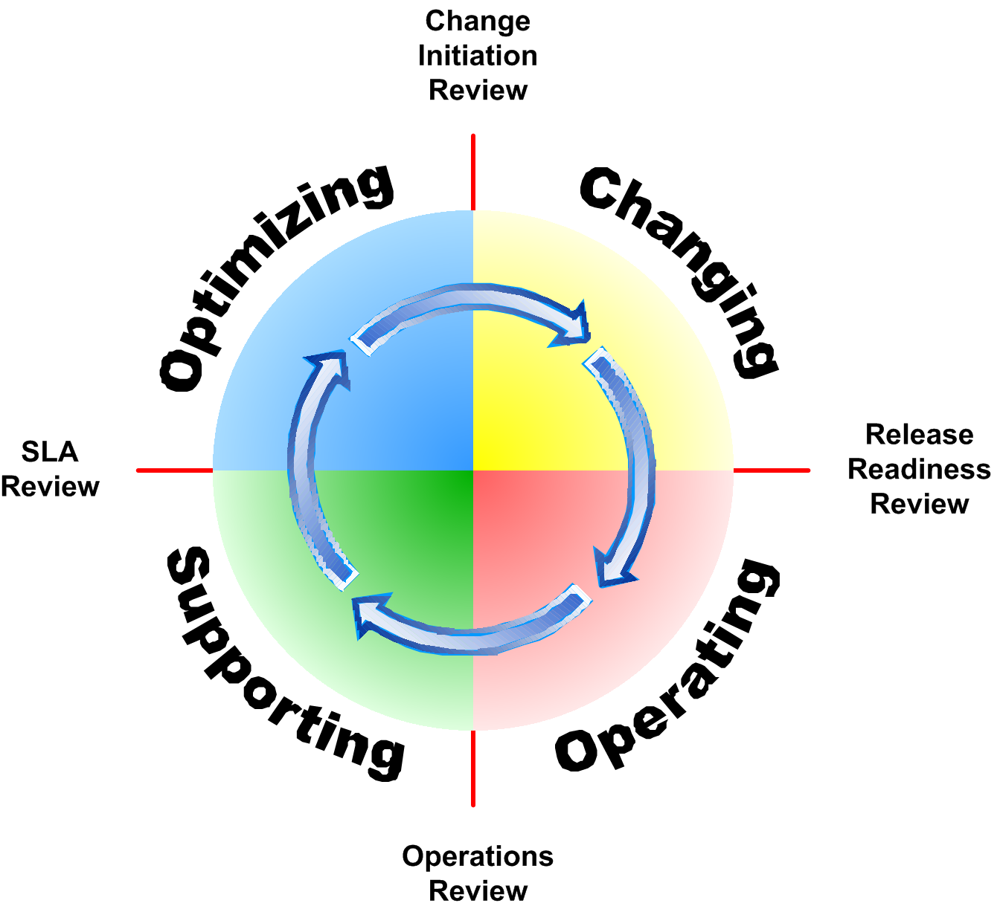 Change
Initiation
Review
Optimizing
Changing
SLA
Review
Release
Readiness
Review
Supporting
Operating
Operations
Review